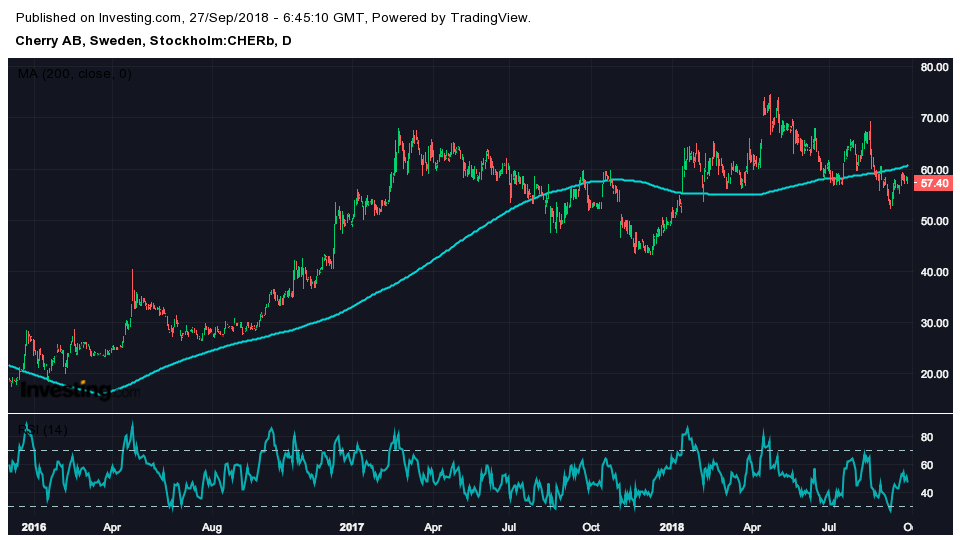 Published on Investing.com, 27/Sep/2018 - 6:45:10 GMT, Powered by TradingView.
Cherry AB, Sweden, Stockholm:CHERb, D
MA (200, close, 0)
80.00
70.00
60.00
57.40
50.00
40.00
30.00
20.00
Investing.com
RSI (14)
80
60
40
2016 Apr Aug 2017 Apr Jul Oct 2018 Apr Jul O